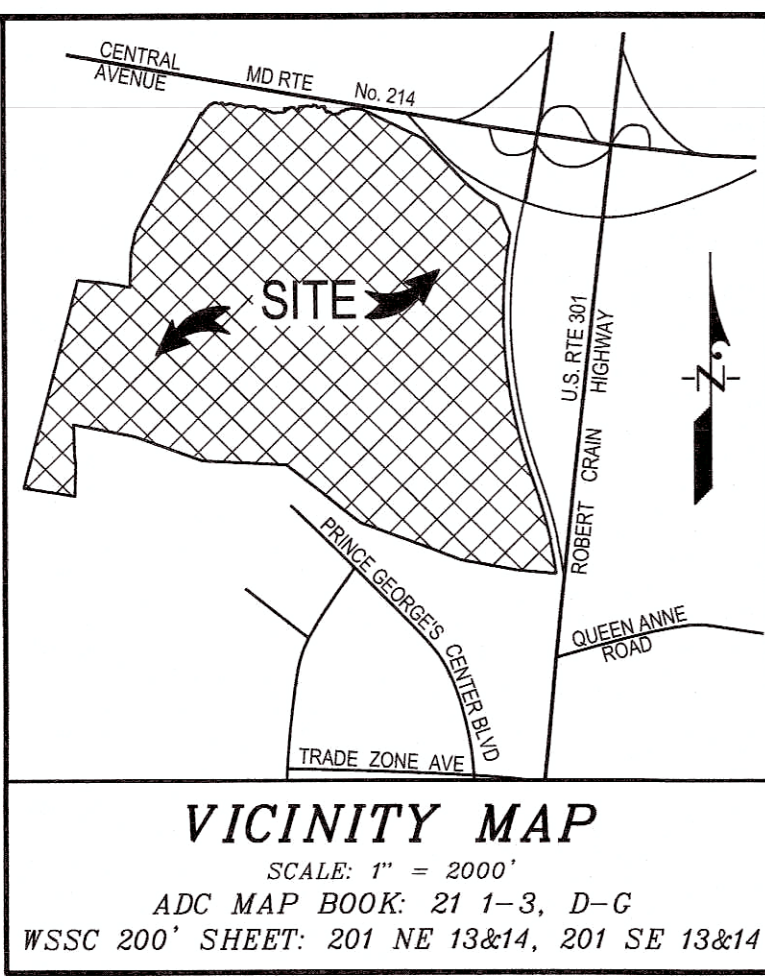 CENTRAL
AVENUE
MD RTE
No. 214
SITE
U.S. RTE 301
ROBERT CRAIN HIGHWAY
N
PRINCE GEORGE'S CENTER BLVD
QUEEN ANNE
ROAD
TRADE ZONE AVE
VICINITY MAP
SCALE: 1" = 2000'
ADC MAP BOOK: 21 1-3, D-G
WSSC 200' SHEET: 201 NE 13&14, 201 SE 13&14